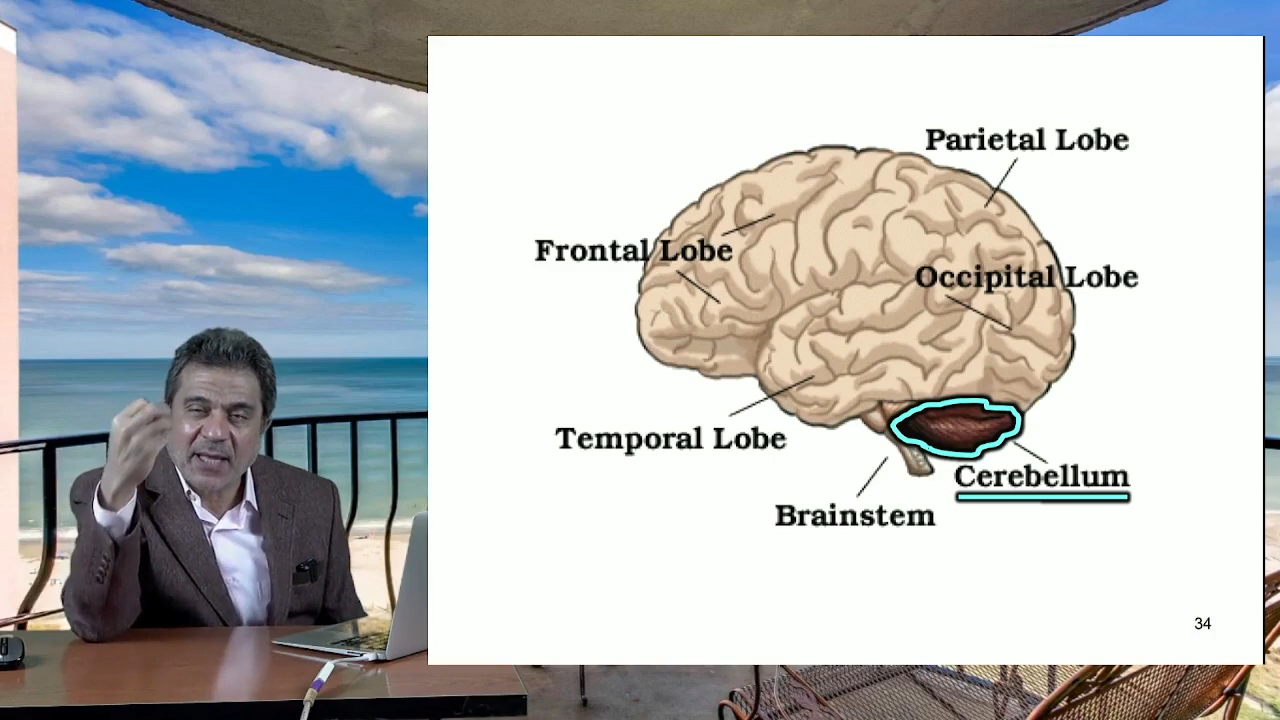 Parietal Lobe
Frontal Lobe
Occipital Lobe
Temporal Lobe
Cerebellum
Brainstem
34